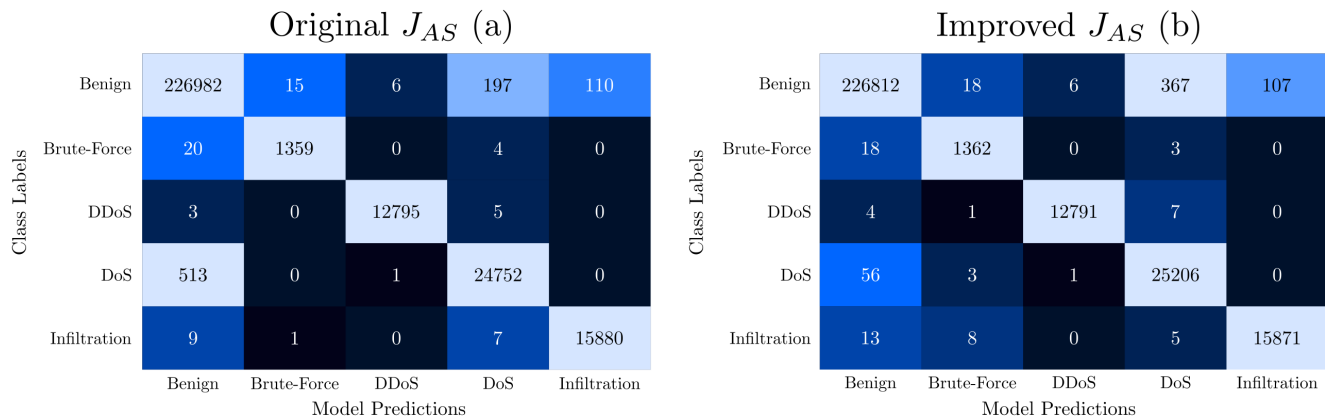 Original J_AS (a)
Class Labels
Benign 226982 15 6 197 110
Brute-Force 20 1359 0 4 0
DDoS 3 0 12795 5 0
DoS 513 0 1 24752 0
Infiltration 9 1 0 7 15880
Benign Brute-Force DDoS DoS Infiltration
Model Predictions
Improved J_AS (b)
Class Labels
Benign 226812 18 6 367 107
Brute-Force 18 1362 0 3 0
DDoS 4 1 12791 7 0
DoS 56 3 1 25206 0
Infiltration 13 8 0 5 15871
Benign Brute-Force DDoS DoS Infiltration
Model Predictions